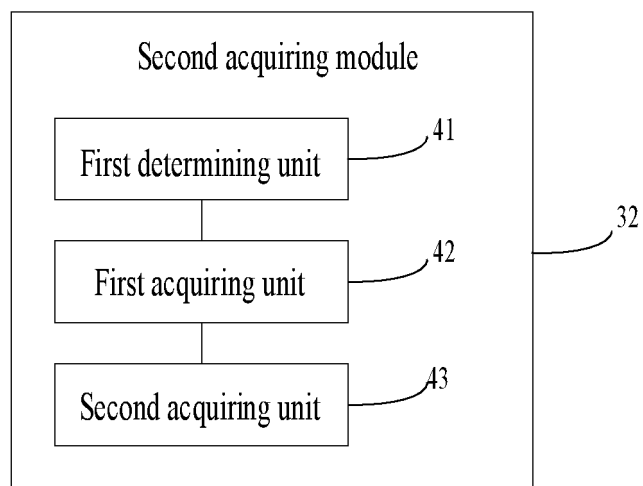 Second acquiring module
First determining unit
41
32
First acquiring unit
42
Second acquiring unit
43